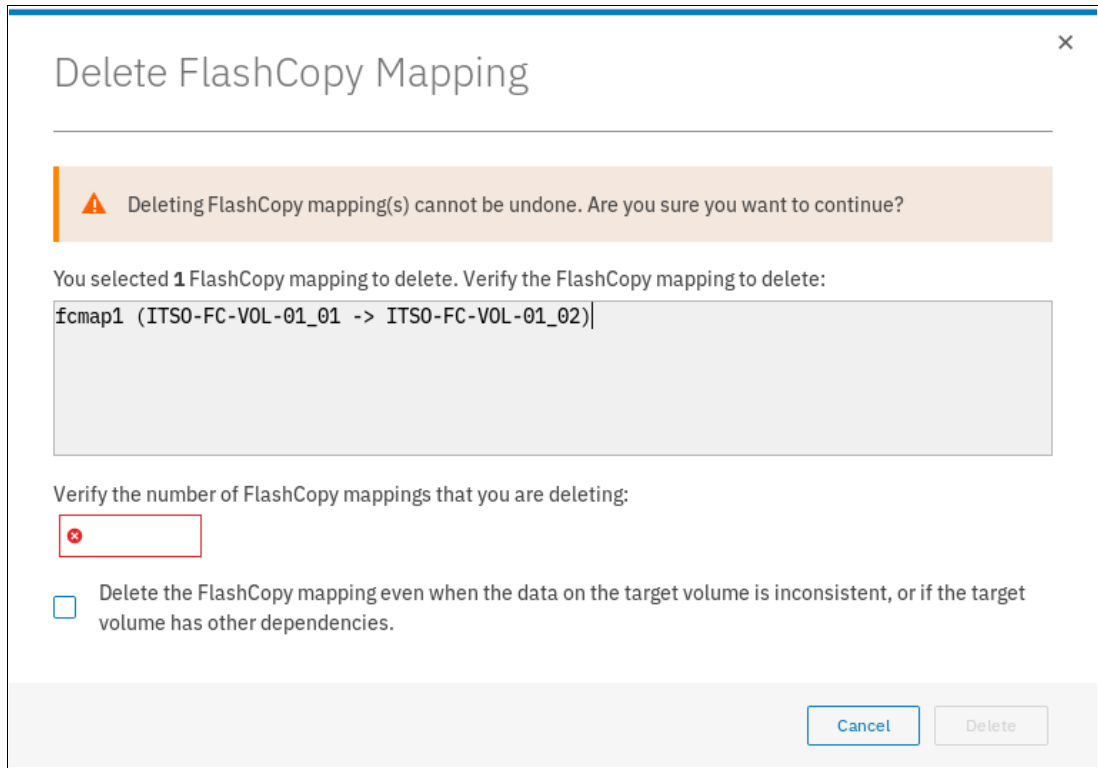 Delete FlashCopy Mapping
Deleting FlashCopy mapping(s) cannot be undone. Are you sure you want to continue?
You selected 1 FlashCopy mapping to delete. Verify the FlashCopy mapping to delete:
fcmap1 (ITSO-FC-VOL-01_01 -> ITSO-FC-VOL-01_02)
Verify the number of FlashCopy mappings that you are deleting:
Delete the FlashCopy mapping even when the data on the target volume is inconsistent, or if the target
volume has other dependencies.
Cancel Delete